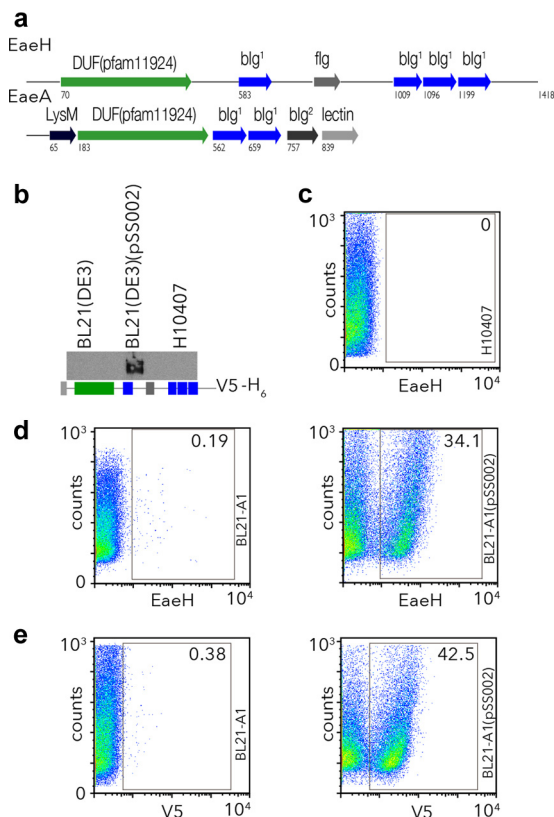 a
EaeH
DUF(pfam11924) blg¹ flg blg¹ blg¹ blg¹
70 583 1009 1096 1199 1418
EaeA
LysM DUF(pfam11924) blg¹ blg¹ blg² lectin
65 183 562 659 757 839
b
BL21(DE3)
BL21(DE3)(pSS002)
H10407
V5-H₆
c
10³
0
counts
H10407
0
EaeH 10⁴
d
10³
0.19
counts
BL21-A1
0
EaeH 10⁴
10³
34.1
counts
BL21-A1(pSS002)
0
EaeH 10⁴
e
10³
0.38
counts
BL21-A1
0
V5 10⁴
10³
42.5
counts
BL21-A1(pSS002)
0
V5 10⁴